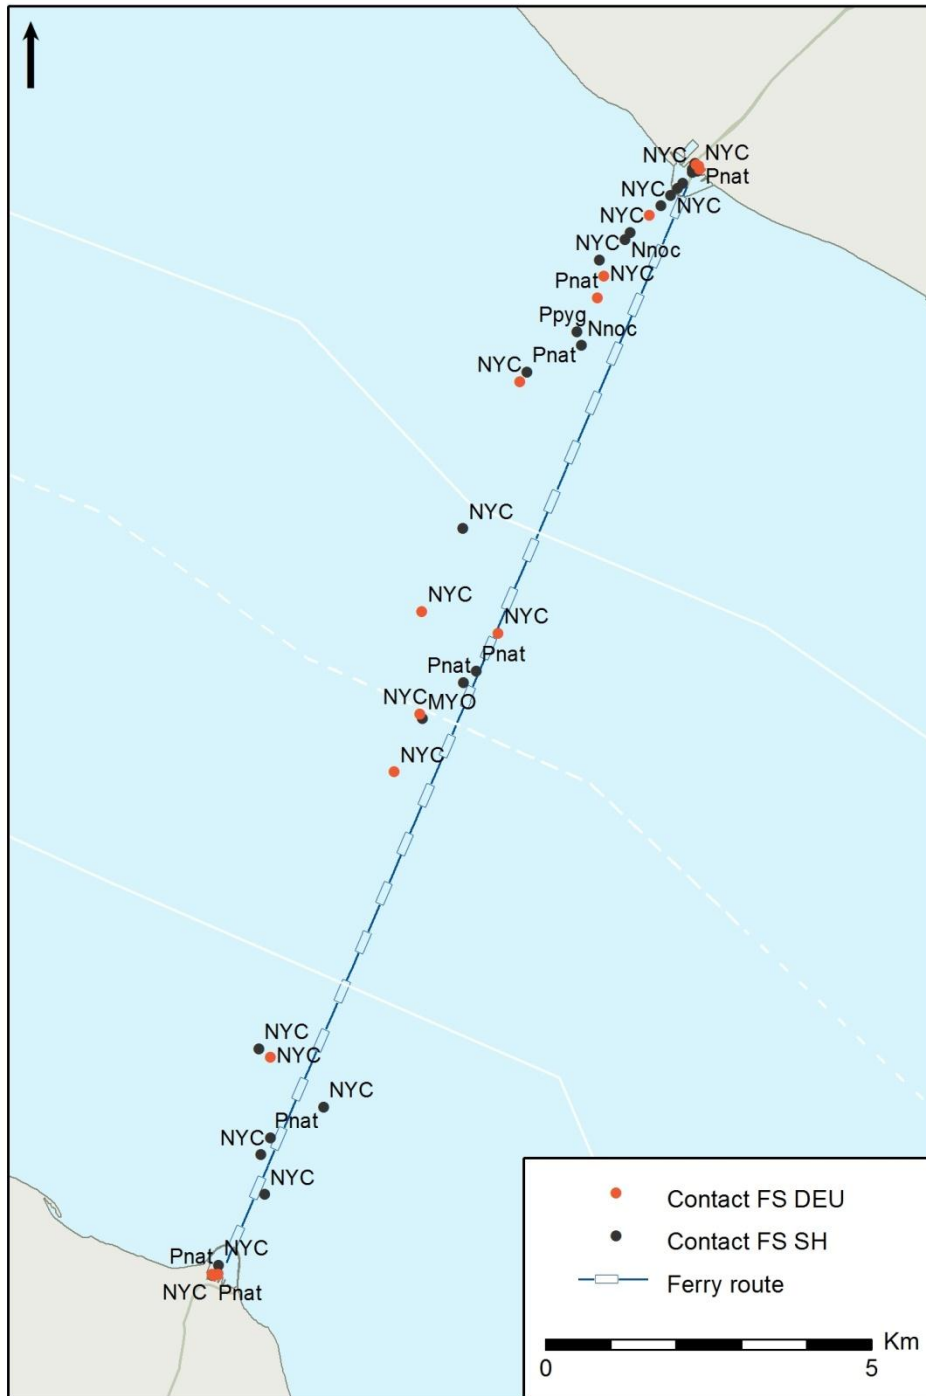 NYC NYC
Pnat
NYC NYC
NYC
Nnoc
NYC
NYC
Pnat
Ppyg
Nnoc
Pnat
NYC
NYC
NYC
NYC
Pnat
Pnat
NYC
MYO
NYC
NYC
NYC
NYC
Pnat
NYC
NYC
NYC
Pnat
NYC Pnat
Contact FS DEU
Contact FS SH
Ferry route
Km
0 5